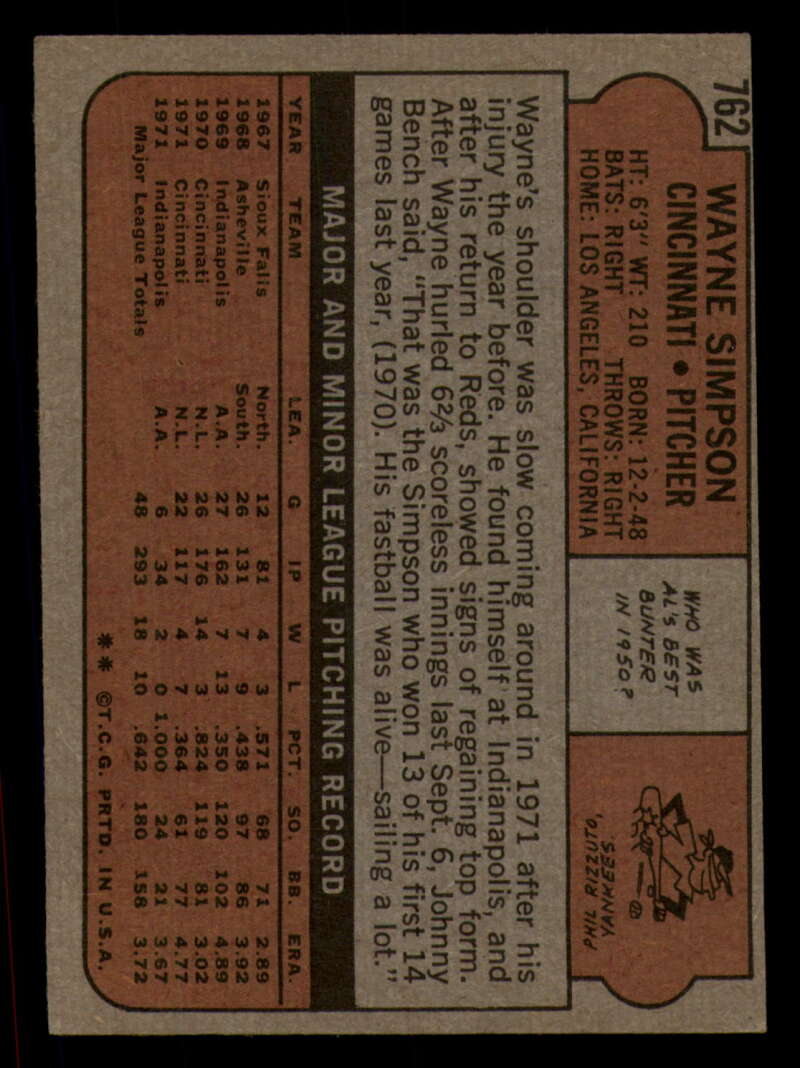 762
WAYNE SIMPSON
CINCINNATI • PITCHER
HT: 6'3" WT: 210 BORN: 12-2-48
BATS: RIGHT THROWS: RIGHT
HOME: LOS ANGELES, CALIFORNIA
WHO WAS
AL'S BEST
BUNTER
IN 1950?
PHIL RIZZUTO,
YANKEES.
Wayne's shoulder was slow coming around in 1971 after his
injury the year before. He found himself at Indianapolis, and
after his return to Reds, showed signs of regaining top form.
After Wayne hurled 6⅔ scoreless innings last Sept. 6, Johnny
Bench said, "That was the Simpson who won 13 of his first 14
games last year, (1970). His fastball was alive—sailing a lot."
MAJOR AND MINOR LEAGUE PITCHING RECORD
YEAR TEAM LEA. G IP W L PCT. SO. BB. ERA.
1967 Sioux Falls North. 12 81 4 3 .571 68 71 2.89
1968 Asheville South. 26 131 7 9 .438 97 86 3.92
1969 Indianapolis A.A. 27 162 7 13 .350 120 102 4.89
1970 Cincinnati N.L. 26 176 14 3 .824 119 81 3.02
1971 Cincinnati N.L. 22 117 4 7 .364 61 77 4.77
1971 Indianapolis A.A. 6 34 2 0 1.000 24 21 3.67
Major League Totals 48 293 18 10 .642 180 158 3.72
** ©T.C.G. PRTD. IN U.S.A.